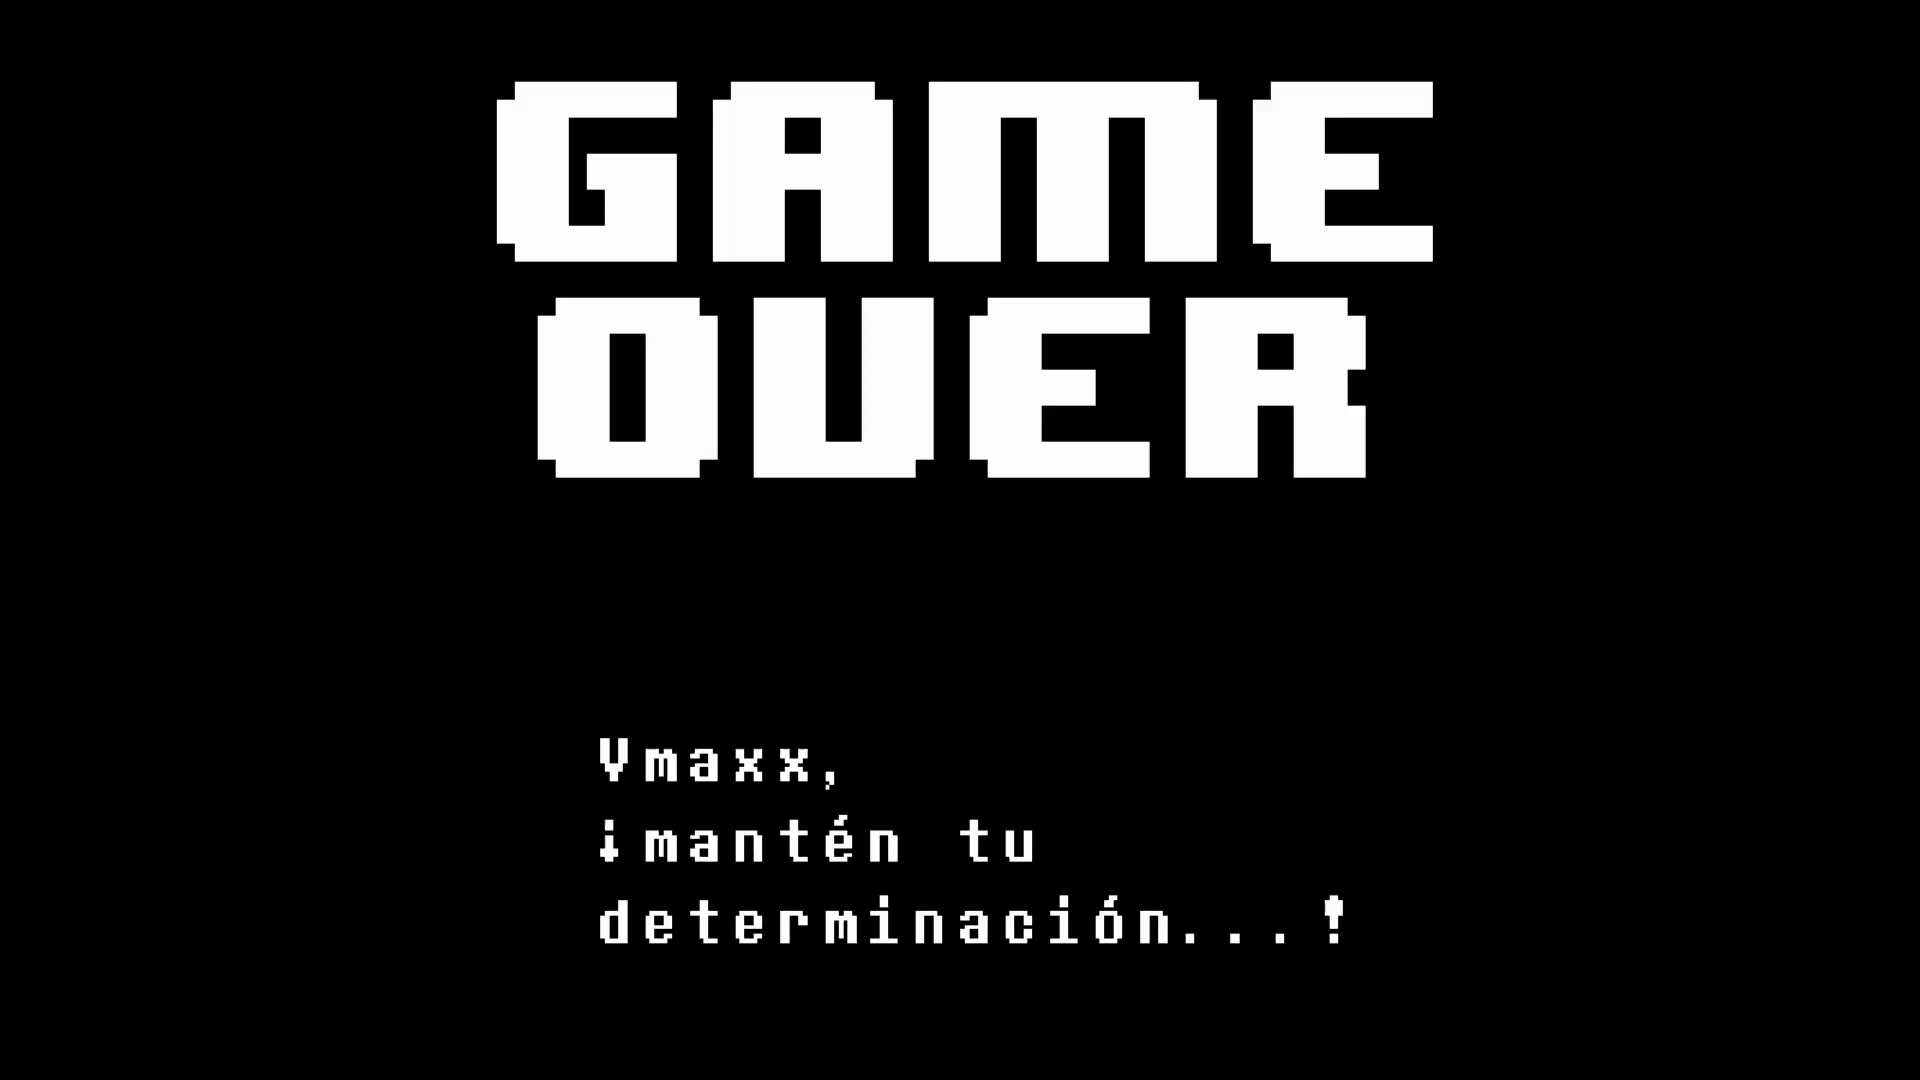 GAME
OVER
Vmaxx,
¡mantén tu
determinación...!